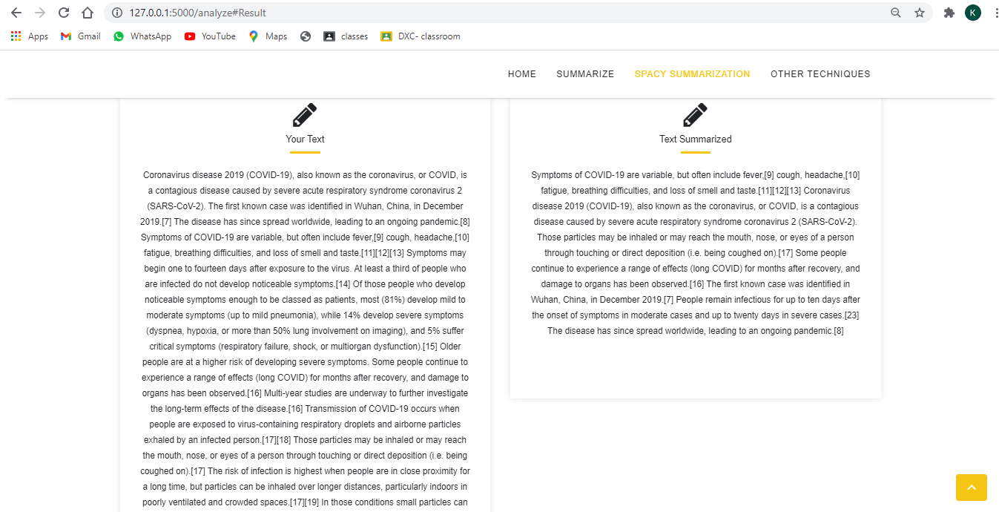 127.0.0.1:5000/analyze#Result
K
Apps Gmail WhatsApp YouTube Maps classes DXC- classroom
HOME SUMMARIZE SPACY SUMMARIZATION OTHER TECHNIQUES
Your Text
Coronavirus disease 2019 (COVID-19), also known as the coronavirus, or COVID, is
a contagious disease caused by severe acute respiratory syndrome coronavirus 2
(SARS-CoV-2). The first known case was identified in Wuhan, China, in December
2019.[7] The disease has since spread worldwide, leading to an ongoing pandemic.[8]
Symptoms of COVID-19 are variable, but often include fever,[9] cough, headache,[10]
fatigue, breathing difficulties, and loss of smell and taste.[11][12][13] Symptoms may
begin one to fourteen days after exposure to the virus. At least a third of people who
are infected do not develop noticeable symptoms.[14] Of those people who develop
noticeable symptoms enough to be classed as patients, most (81%) develop mild to
moderate symptoms (up to mild pneumonia), while 14% develop severe symptoms
(dyspnea, hypoxia, or more than 50% lung involvement on imaging), and 5% suffer
critical symptoms (respiratory failure, shock, or multiorgan dysfunction).[15] Older
people are at a higher risk of developing severe symptoms. Some people continue to
experience a range of effects (long COVID) for months after recovery, and damage to
organs has been observed.[16] Multi-year studies are underway to further investigate
the long-term effects of the disease.[16] Transmission of COVID-19 occurs when
people are exposed to virus-containing respiratory droplets and airborne particles
exhaled by an infected person.[17][18] Those particles may be inhaled or may reach
the mouth, nose, or eyes of a person through touching or direct deposition (i.e. being
coughed on).[17] The risk of infection is highest when people are in close proximity for
a long time, but particles can be inhaled over longer distances, particularly indoors in
poorly ventilated and crowded spaces.[17][19] In those conditions small particles can
Text Summarized
Symptoms of COVID-19 are variable, but often include fever,[9] cough, headache,[10]
fatigue, breathing difficulties, and loss of smell and taste.[11][12][13] Coronavirus
disease 2019 (COVID-19), also known as the coronavirus, or COVID, is a contagious
disease caused by severe acute respiratory syndrome coronavirus 2 (SARS-CoV-2).
Those particles may be inhaled or may reach the mouth, nose, or eyes of a person
through touching or direct deposition (i.e. being coughed on).[17] Some people
continue to experience a range of effects (long COVID) for months after recovery, and
damage to organs has been observed.[16] The first known case was identified in
Wuhan, China, in December 2019.[7] People remain infectious for up to ten days after
the onset of symptoms in moderate cases and up to twenty days in severe cases.[23]
The disease has since spread worldwide, leading to an ongoing pandemic.[8]